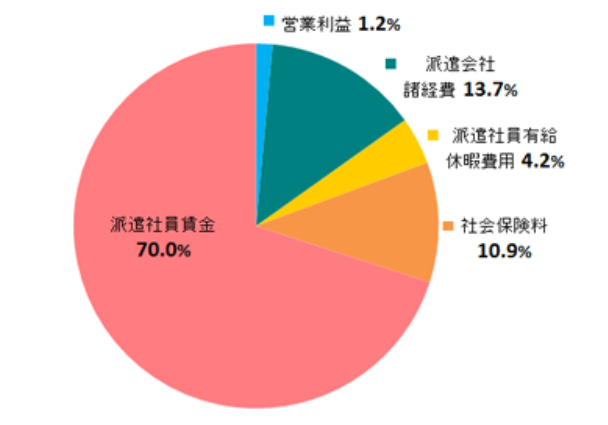 営業利益 1.2%
派遣会社
諸経費 13.7%
派遣社員有給
休暇費用 4.2%
社会保険料
10.9%
派遣社員賃金
70.0%